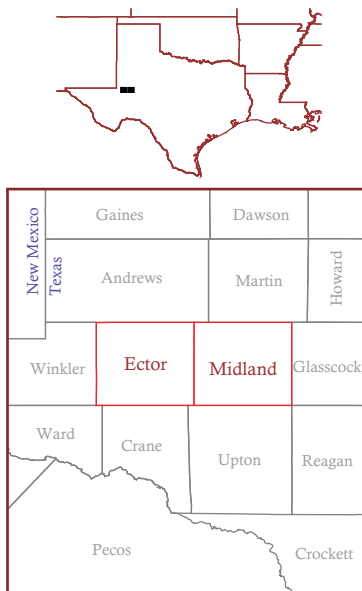 Gaines
Dawson
New Mexico
Texas
Andrews
Martin
Howard
Winkler
Ector
Midland
Glasscock
Ward
Crane
Upton
Reagan
Pecos
Crockett